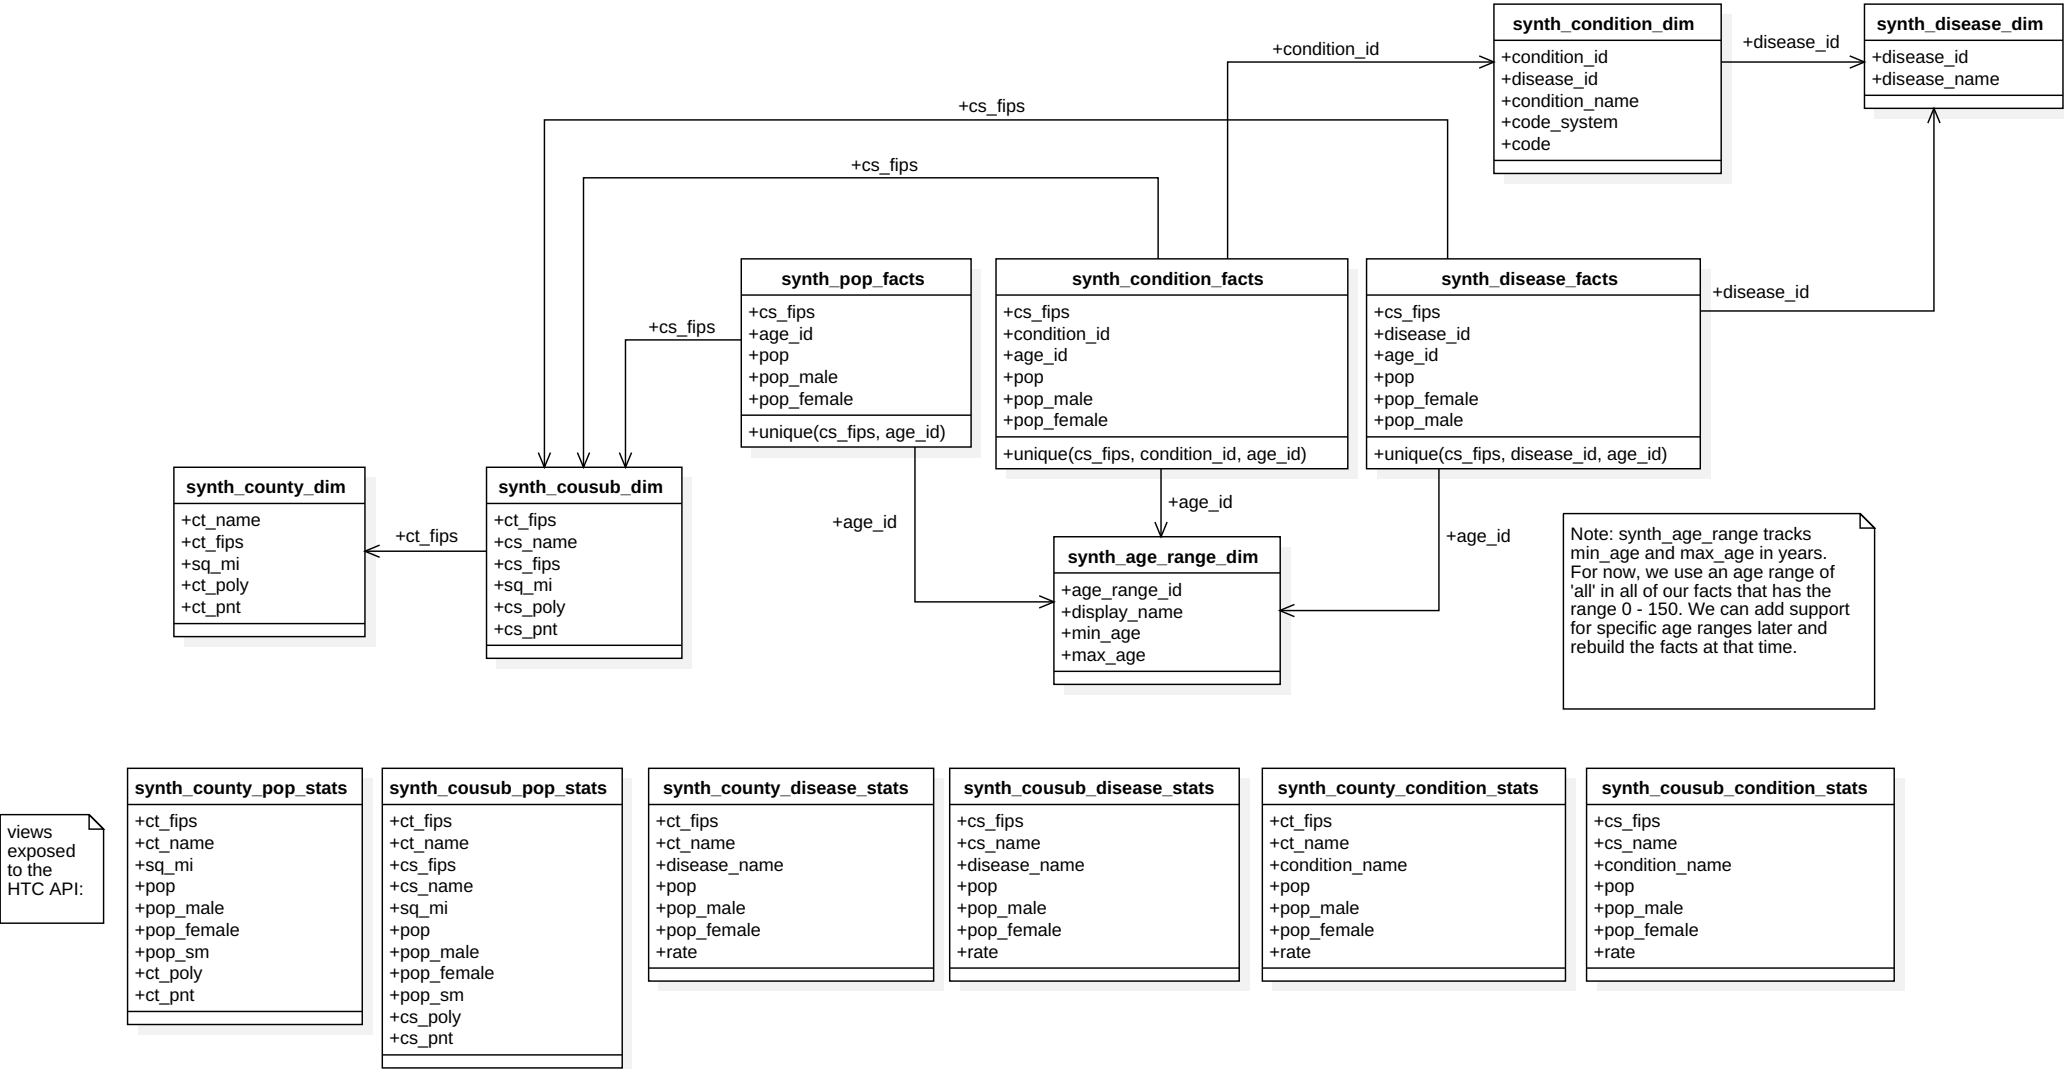 synth_condition_dim
+condition_id
+disease_id
+condition_name
+code_system
+code
synth_disease_dim
+disease_id
+disease_name
+condition_id
+disease_id
+cs_fips
+cs_fips
+cs_fips
+disease_id
synth_pop_facts
+cs_fips
+age_id
+pop
+pop_male
+pop_female
+unique(cs_fips, age_id)
synth_condition_facts
+cs_fips
+condition_id
+age_id
+pop
+pop_male
+pop_female
+unique(cs_fips, condition_id, age_id)
synth_disease_facts
+cs_fips
+disease_id
+age_id
+pop
+pop_female
+pop_male
+unique(cs_fips, disease_id, age_id)
synth_county_dim
+ct_name
+ct_fips
+sq_mi
+ct_poly
+ct_pnt
+ct_fips
synth_cousub_dim
+ct_fips
+cs_name
+cs_fips
+sq_mi
+cs_poly
+cs_pnt
+age_id
+age_id
+age_id
synth_age_range_dim
+age_range_id
+display_name
+min_age
+max_age
Note: synth_age_range tracks
min_age and max_age in years.
For now, we use an age range of
'all' in all of our facts that has the
range 0 - 150. We can add support
for specific age ranges later and
rebuild the facts at that time.
views
exposed
to the
HTC API:
synth_county_pop_stats
+ct_fips
+ct_name
+sq_mi
+pop
+pop_male
+pop_female
+pop_sm
+ct_poly
+ct_pnt
synth_cousub_pop_stats
+ct_fips
+ct_name
+cs_fips
+cs_name
+sq_mi
+pop
+pop_male
+pop_female
+pop_sm
+cs_poly
+cs_pnt
synth_county_disease_stats
+ct_fips
+ct_name
+disease_name
+pop
+pop_male
+pop_female
+rate
synth_cousub_disease_stats
+cs_fips
+cs_name
+disease_name
+pop
+pop_male
+pop_female
+rate
synth_county_condition_stats
+ct_fips
+ct_name
+condition_name
+pop
+pop_male
+pop_female
+rate
synth_cousub_condition_stats
+cs_fips
+cs_name
+condition_name
+pop
+pop_male
+pop_female
+rate